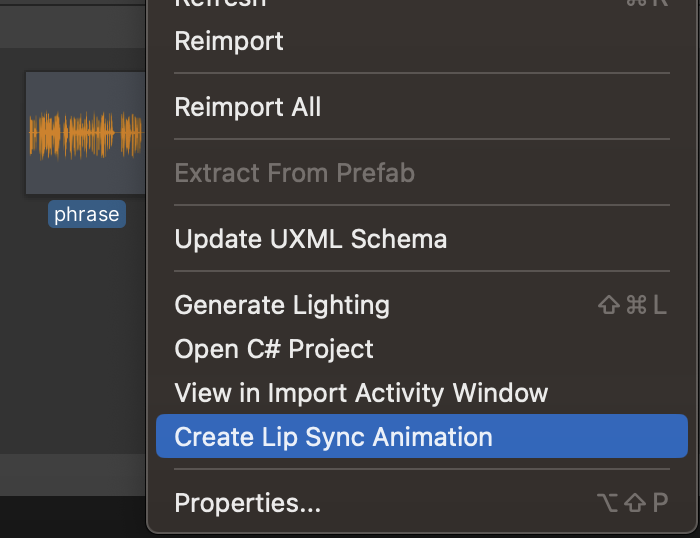 Refresh ⌘R
Reimport
Reimport All
Extract From Prefab
Update UXML Schema
Generate Lighting ⇧⌘L
Open C# Project
View in Import Activity Window
Create Lip Sync Animation
Properties... ⌥⇧P
phrase